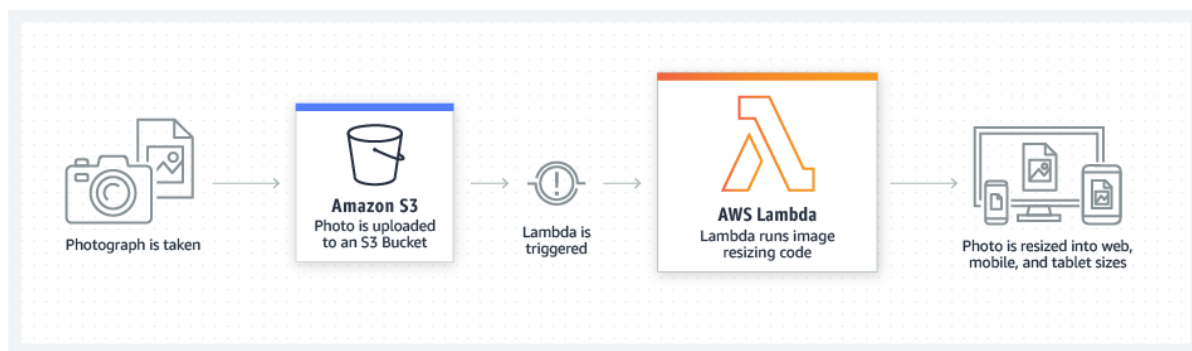 Photograph is taken
Amazon S3
Photo is uploaded
to an S3 Bucket
Lambda is
triggered
AWS Lambda
Lambda runs image
resizing code
Photo is resized into web,
mobile, and tablet sizes